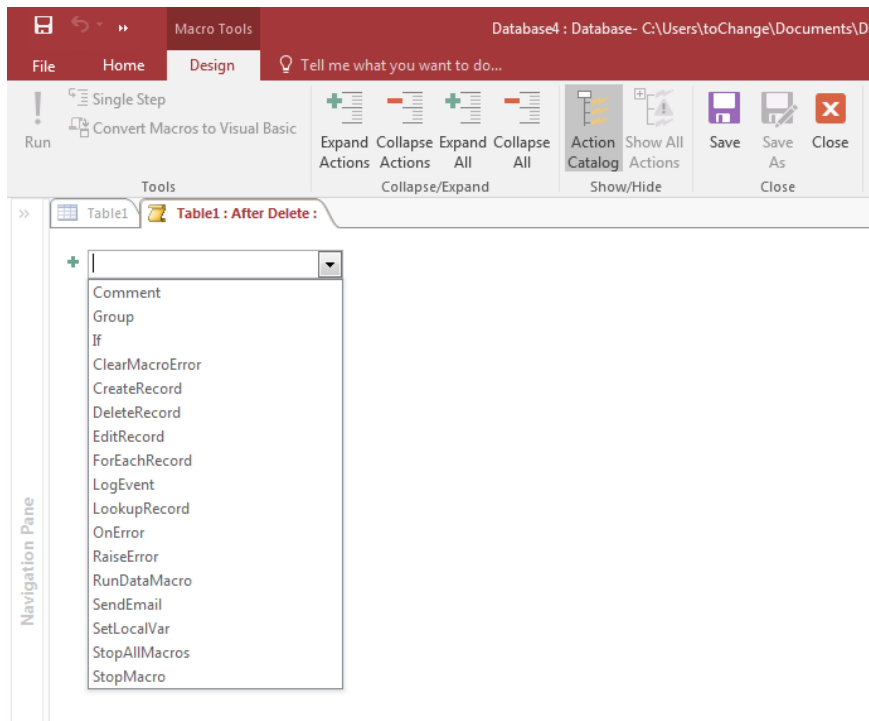 Macro Tools
Database4 : Database- C:\Users\toChange\Documents\D
File
Home
Design
Tell me what you want to do...
Run
Single Step
Convert Macros to Visual Basic
Tools
Expand Actions
Collapse Actions
Expand All
Collapse All
Collapse/Expand
Action Catalog
Show All Actions
Show/Hide
Save
Save As
Close
Close
Navigation Pane
Table1
Table1 : After Delete :
Comment
Group
If
ClearMacroError
CreateRecord
DeleteRecord
EditRecord
ForEachRecord
LogEvent
LookupRecord
OnError
RaiseError
RunDataMacro
SendEmail
SetLocalVar
StopAllMacros
StopMacro